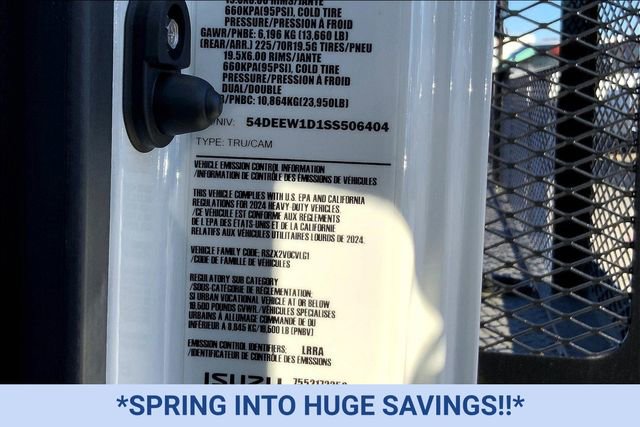 660KPA(95PSI), COLD TIRE
PRESSURE/PRESSION À FROID
GAWR/PNBE: 6,196 KG (13,660 LB)
(REAR/ARR.) 225/70R19.5G TIRES/PNEU
19.5X6.00 RIMS/JANTE
660KPA(95PSI), COLD TIRE
PRESSURE/PRESSION À FROID
DUAL/DOUBLE
/PNBC: 10,864KG(23,950LB)
/NIV: 54DEEW1D1SS506404
TYPE: TRU/CAM
VEHICLE EMISSION CONTROL INFORMATION
/INFORMATION DE CONTRÔLE DES ÉMISSIONS DE VÉHICULES
THIS VEHICLE COMPLIES WITH U.S. EPA AND CALIFORNIA
REGULATIONS FOR 2024 HEAVY-DUTY VEHICLES.
/CE VÉHICULE EST CONFORME AUX RÈGLEMENTS
DE L'EPA DES ÉTATS-UNIS ET DE LA CALIFORNIE
RELATIFS AUX VÉHICULES UTILITAIRES LOURDS DE 2024.
VEHICLE FAMILY CODE: RSZX2VOCVLG1
/CODE DE FAMILLE DE VÉHICULES
REGULATORY SUB CATEGORY
/SOUS-CATÉGORIE DE RÉGLEMENTATION:
SI URBAN VOCATIONAL VEHICLE AT OR BELOW
19,500 POUNDS GVWR./VÉHICULES SPÉCIALISÉS
URBAINS À ALLUMAGE COMMANDÉ DE OU
INFÉRIEUR À 8,845 KG/19,500 LB [PNBV]
EMISSION CONTROL IDENTIFIERS: LRRA
/IDENTIFICATEUR DE CONTRÔLE DES ÉMISSIONS
ISUZU
*SPRING INTO HUGE SAVINGS!!*